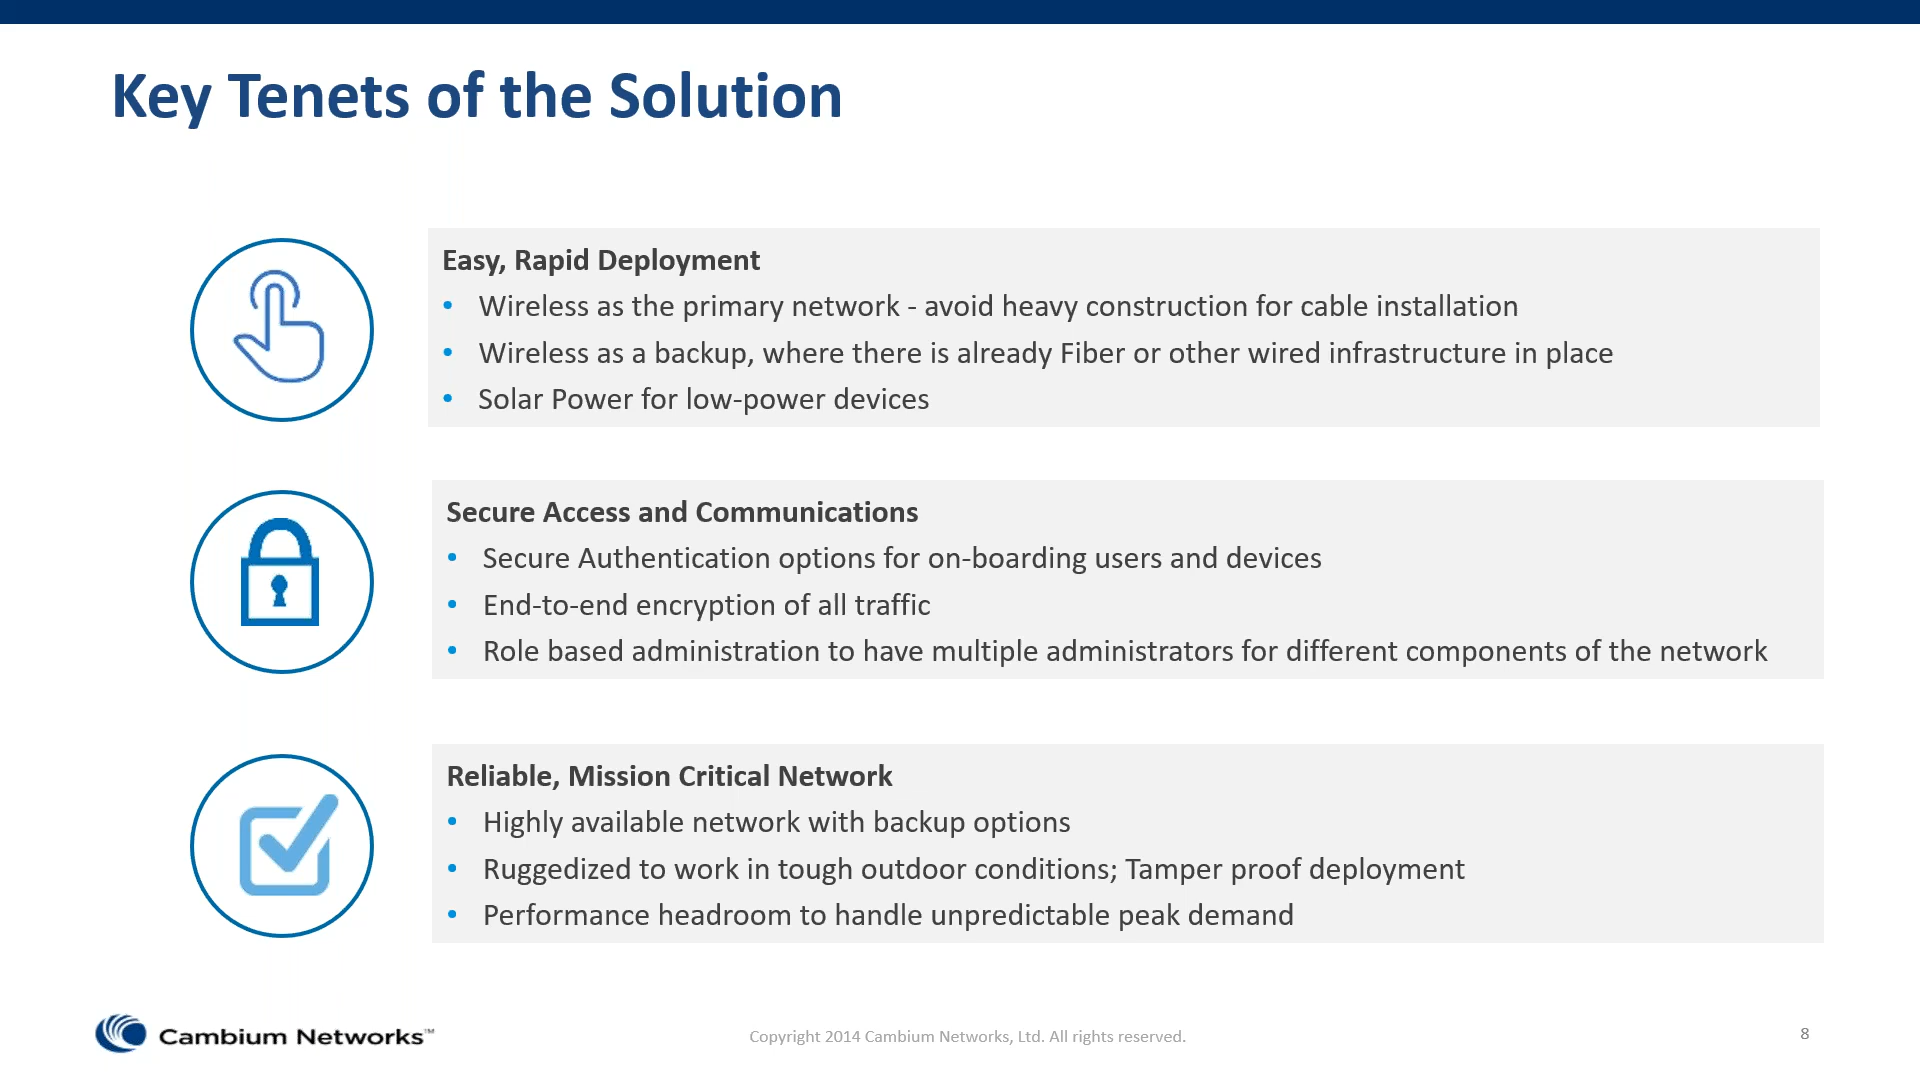 Key Tenets of the Solution
Easy, Rapid Deployment
• Wireless as the primary network - avoid heavy construction for cable installation
• Wireless as a backup, where there is already Fiber or other wired infrastructure in place
• Solar Power for low-power devices
Secure Access and Communications
• Secure Authentication options for on-boarding users and devices
• End-to-end encryption of all traffic
• Role based administration to have multiple administrators for different components of the network
Reliable, Mission Critical Network
• Highly available network with backup options
• Ruggedized to work in tough outdoor conditions; Tamper proof deployment
• Performance headroom to handle unpredictable peak demand
Cambium Networks™
Copyright 2014 Cambium Networks, Ltd. All rights reserved.
8